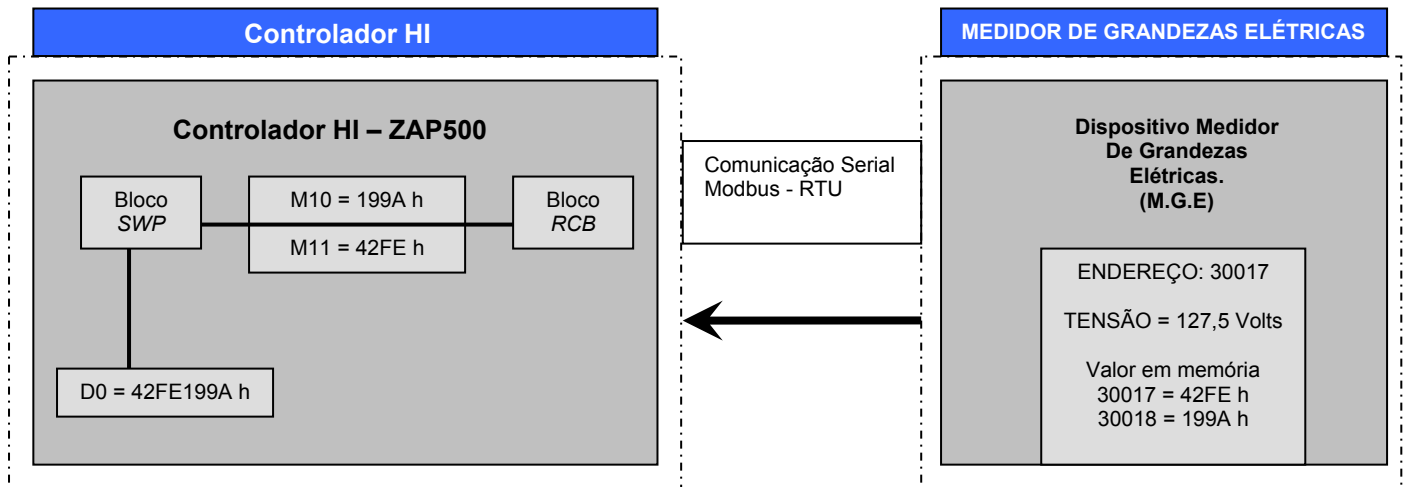 Controlador HI
MEDIDOR DE GRANDEZAS ELÉTRICAS
Controlador HI – ZAP500
Bloco
SWP
M10 = 199A h
M11 = 42FE h
Bloco
RCB
D0 = 42FE199A h
Comunicação Serial
Modbus - RTU
Dispositivo Medidor
De Grandezas
Elétricas.
(M.G.E)
ENDEREÇO: 30017
TENSÃO = 127,5 Volts
Valor em memória
30017 = 42FE h
30018 = 199A h